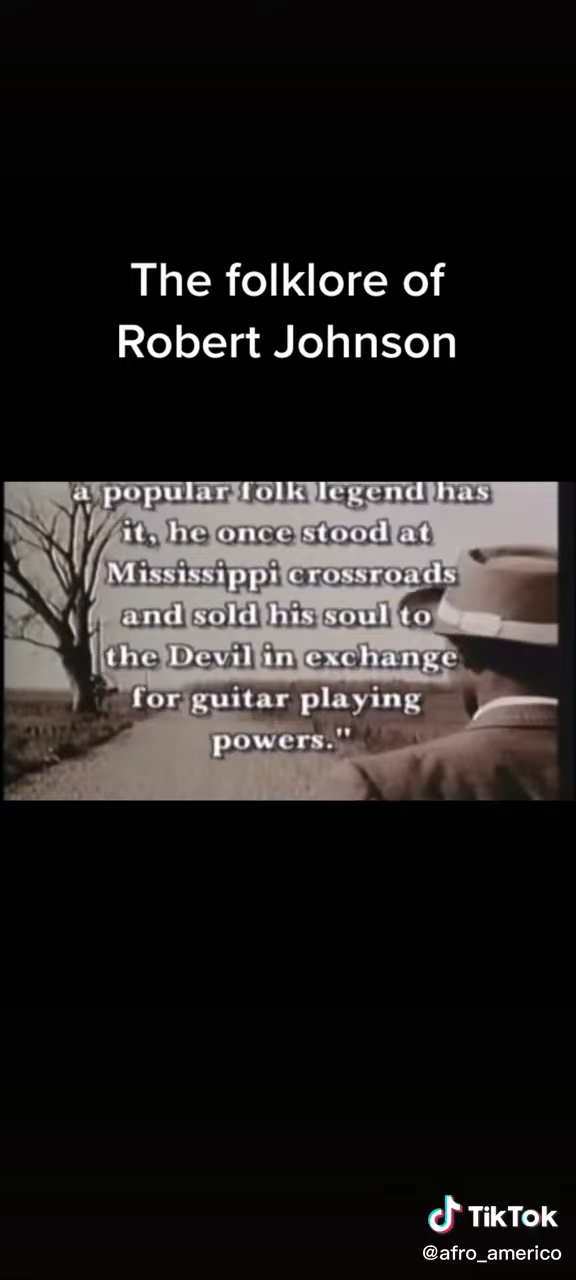 The folklore of
Robert Johnson
a popular folk legend has
it, he once stood at
Mississippi crossroads
and sold his soul to
the Devil in exchange
for guitar playing
powers."
TikTok
@afro_americo